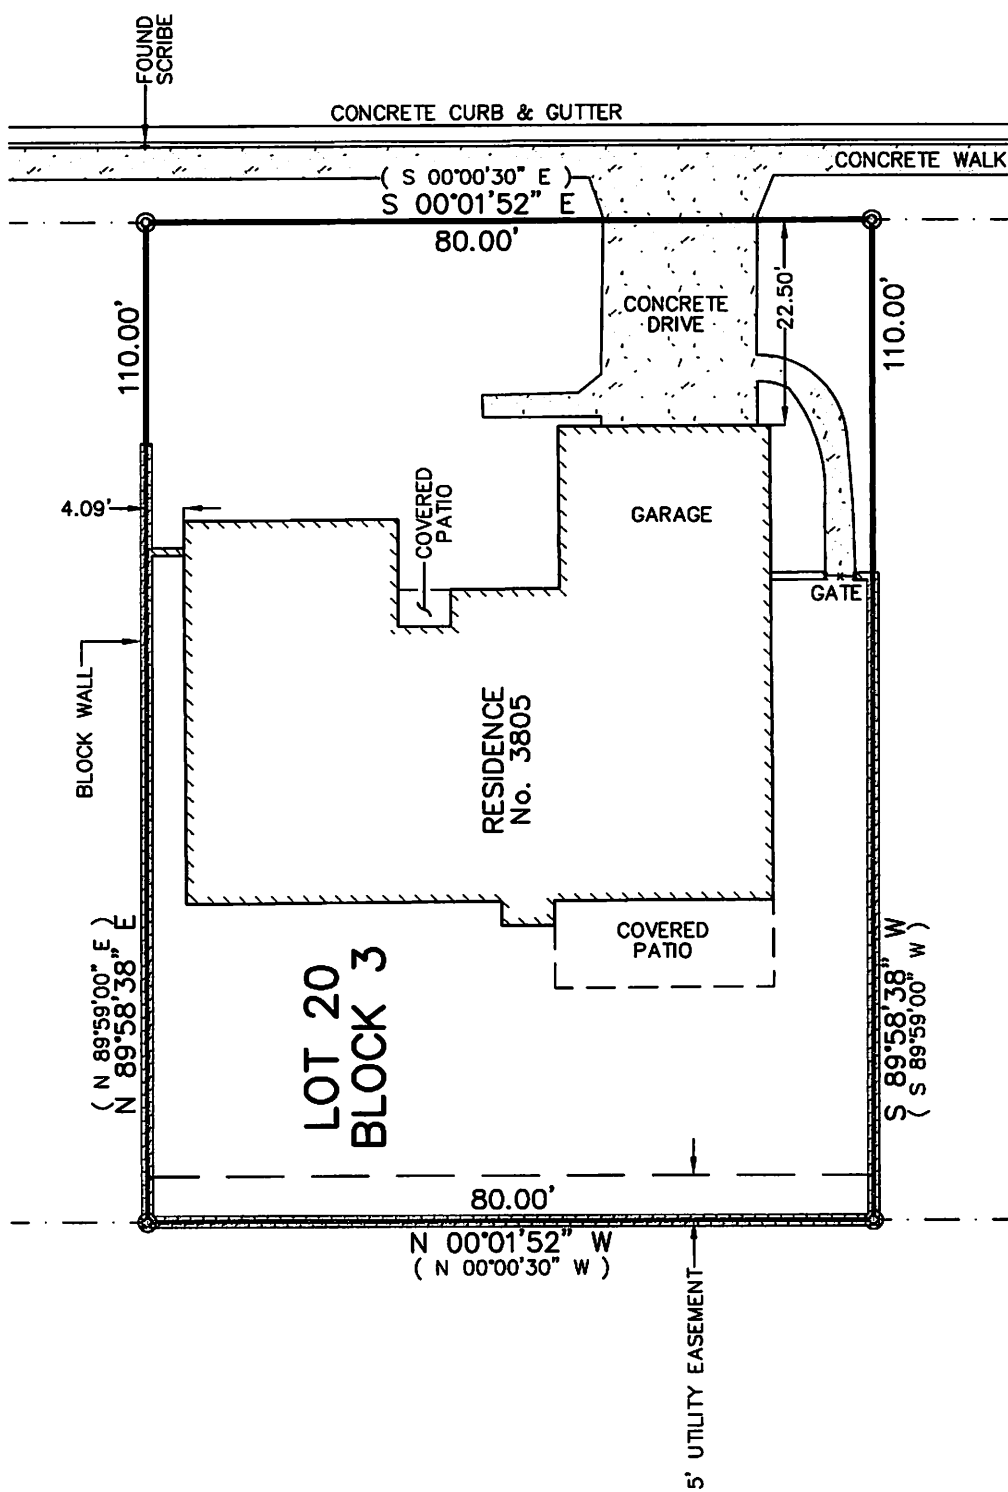 FOUND
SCRIBE
CONCRETE CURB & GUTTER
CONCRETE WALK
( S 00°00'30" E )
S 00°01'52" E
80.00'
110.00'
CONCRETE
DRIVE
22.50'
110.00'
4.09'
COVERED
PATIO
GARAGE
GATE
BLOCK WALL
RESIDENCE
No. 3805
( N 89°59'00" E )
N 89°58'38" E
COVERED
PATIO
S 89°58'38" W
( S 89°59'00" W )
LOT 20
BLOCK 3
80.00'
N 00°01'52" W
( N 00°00'30" W )
5' UTILITY EASEMENT